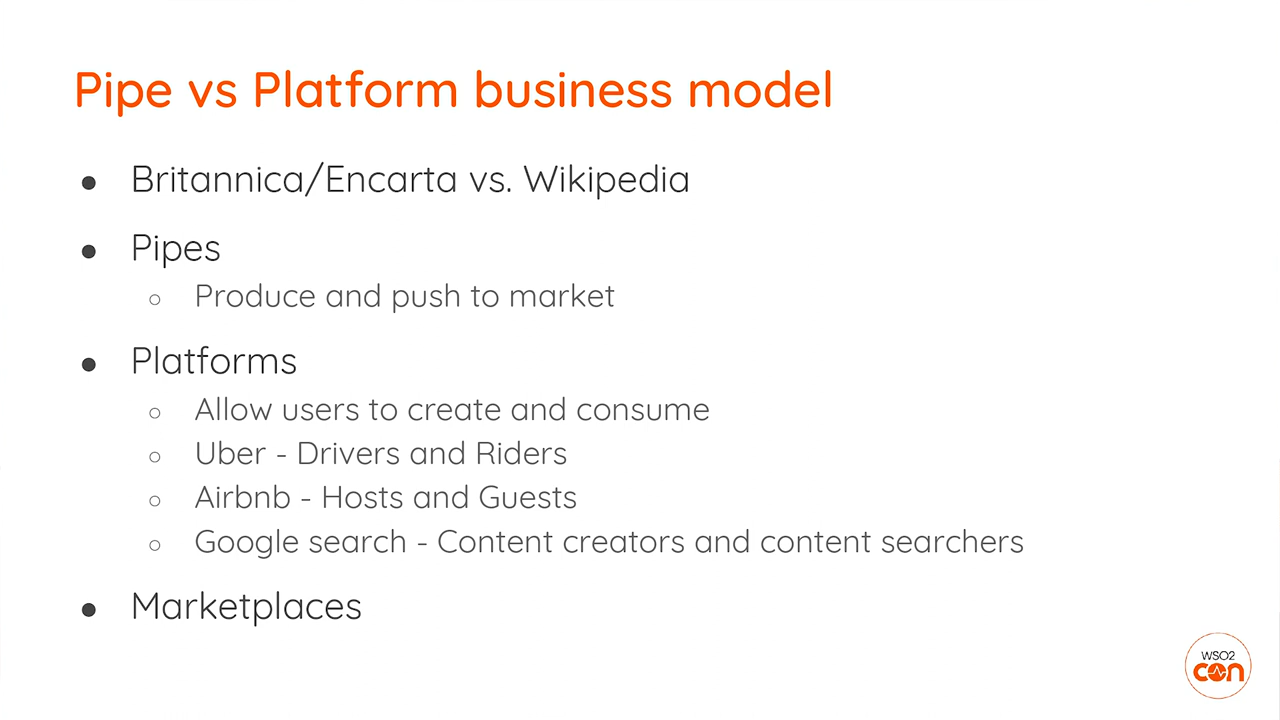 Pipe vs Platform business model
● Britannica/Encarta vs. Wikipedia
● Pipes
○ Produce and push to market
● Platforms
○ Allow users to create and consume
○ Uber - Drivers and Riders
○ Airbnb - Hosts and Guests
○ Google search - Content creators and content searchers
● Marketplaces
WSO2
con